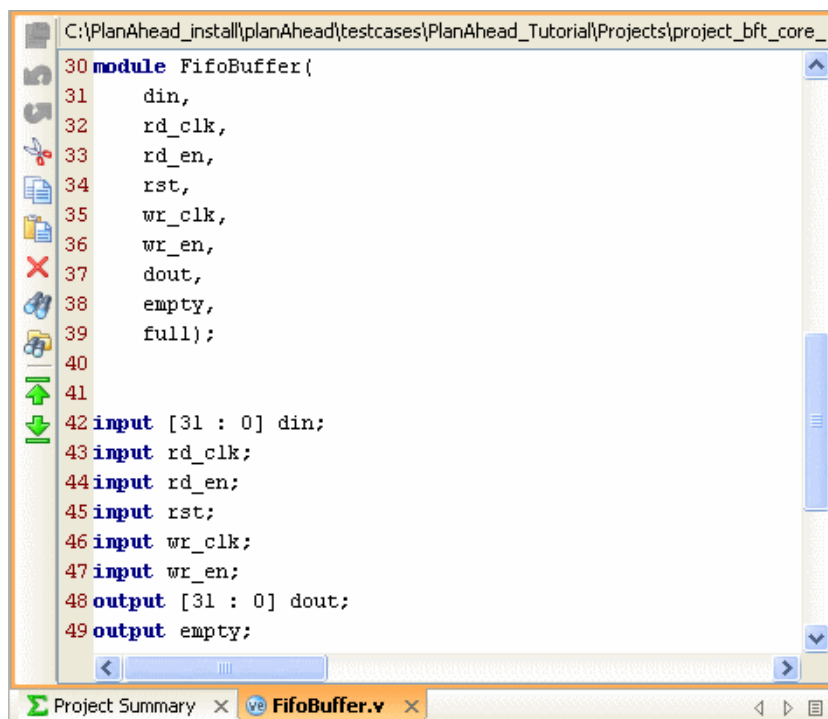 C:\PlanAhead_install\planAhead\testcases\PlanAhead_Tutorial\Projects\project_bft_core_
30 module FifoBuffer(
31 din,
32 rd_clk,
33 rd_en,
34 rst,
35 wr_clk,
36 wr_en,
37 dout,
38 empty,
39 full);
40
41
42 input [31 : 0] din;
43 input rd_clk;
44 input rd_en;
45 input rst;
46 input wr_clk;
47 input wr_en;
48 output [31 : 0] dout;
49 output empty;
Σ Project Summary × ve FifoBuffer.v ×